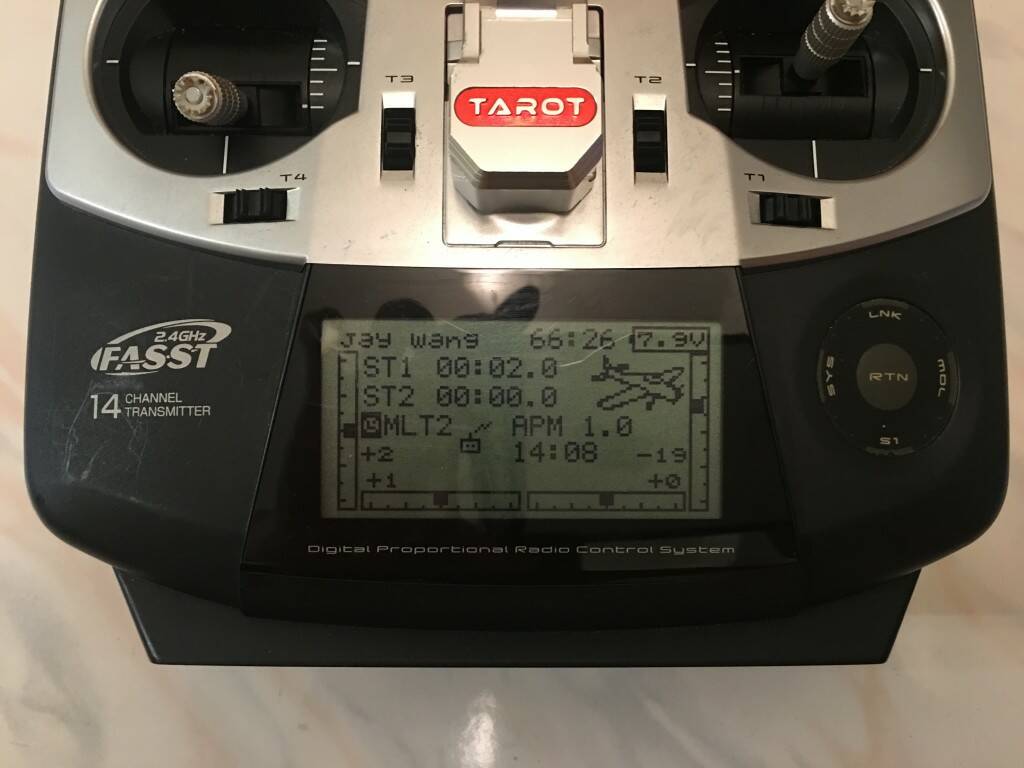 T3
TAROT
T2
T4
T1
2.4GHz
FASST
14 CHANNEL
TRANSMITTER
Jay Wang 66:26 7.9V
ST1 00:02.0
ST2 00:00.0
MLT2 APM 1.0
+2 14:08 -19
+1 +0
Digital Proportional Radio Control System
LNK
SYS
RTN
MDL
S1